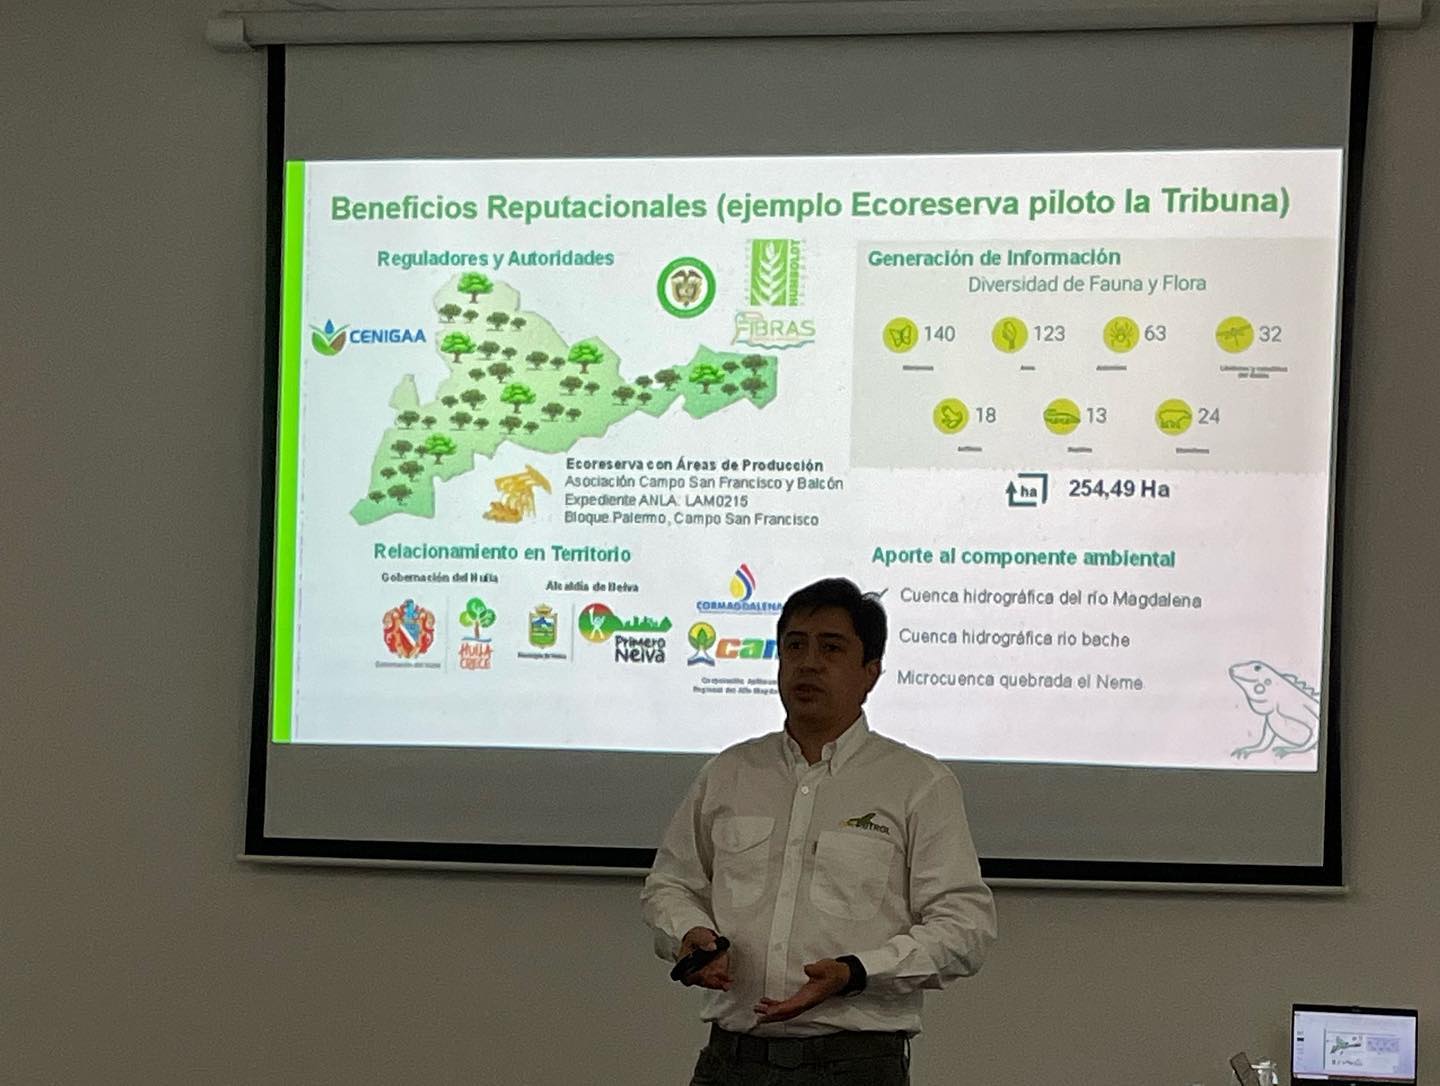 Beneficios Reputacionales (ejemplo Ecoreserva piloto la Tribuna)
Reguladores y Autoridades
HUMBOLDT
FIBRAS
CENIGAA
Ecoreserva con Áreas de Producción
Asociación Campo San Francisco y Balcón
Expediente ANLA: LAM0215
Bloque Palermo, Campo San Francisco
Generación de Información
Diversidad de Fauna y Flora
140
123
63
32
18
13
24
ha
254,49 Ha
Relacionamiento en Territorio
Gobernación del Huila
Alcaldía de Neiva
HUILA
CRECE
Primero
Neiva
CORMAGDALENA
cam
Aporte al componente ambiental
Cuenca hidrográfica del río Magdalena
Cuenca hidrográfica rio bache
Microcuenca quebrada el Neme